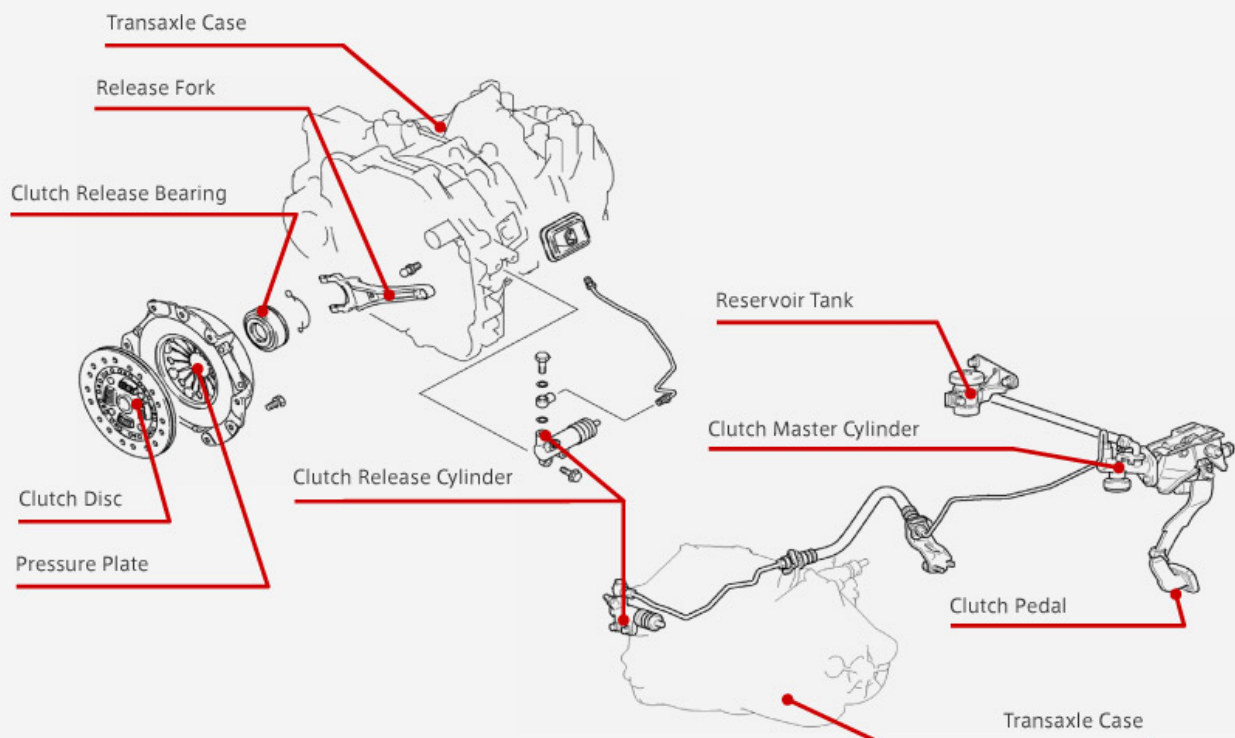 Transaxle Case
Release Fork
Clutch Release Bearing
Reservoir Tank
Clutch Master Cylinder
Clutch Release Cylinder
Clutch Disc
Pressure Plate
Clutch Pedal
Transaxle Case